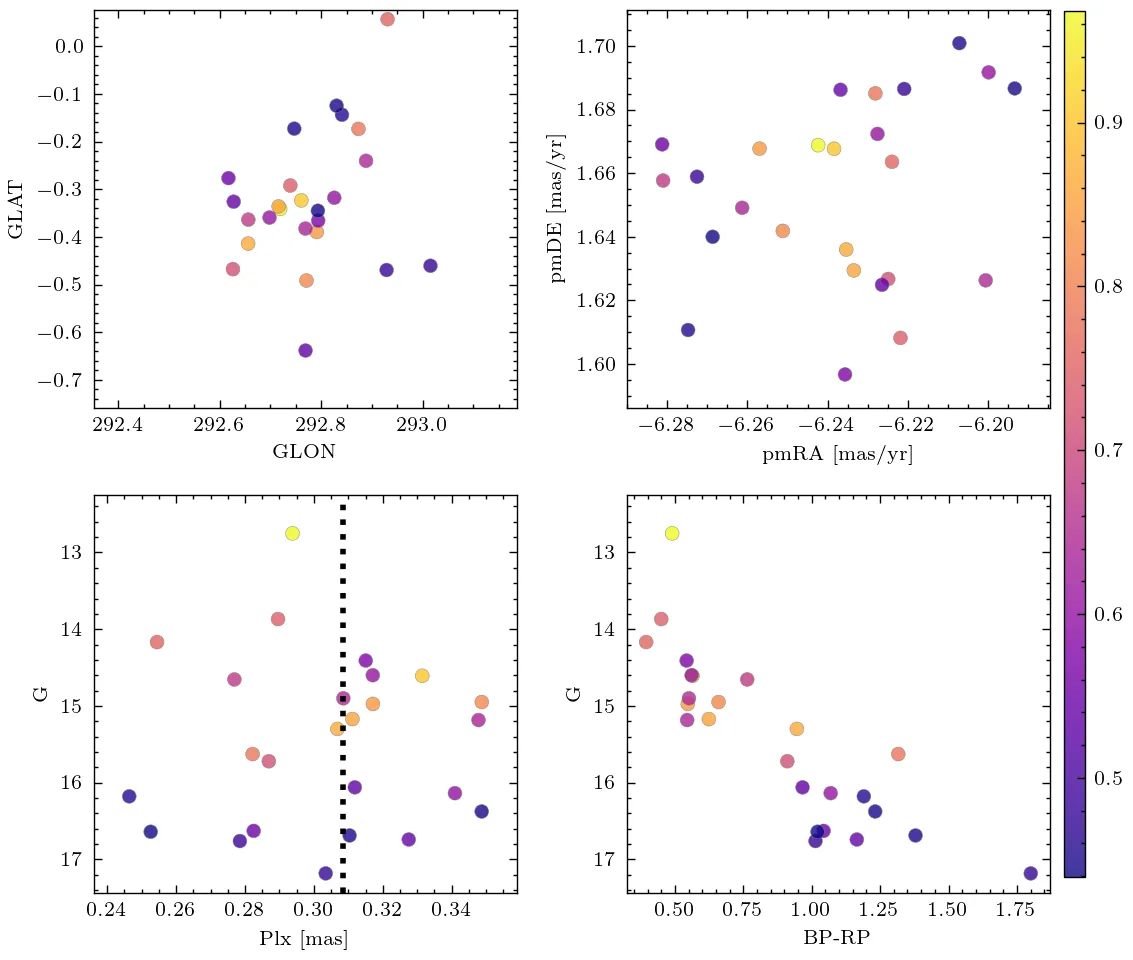 0.0
−0.1
−0.2
−0.3
−0.4
−0.5
−0.6
−0.7
GLAT
292.4 292.6 292.8 293.0
GLON
1.70
1.68
1.66
1.64
1.62
1.60
pmDE [mas/yr]
−6.28 −6.26 −6.24 −6.22 −6.20
pmRA [mas/yr]
13
14
15
16
17
G
0.24 0.26 0.28 0.30 0.32 0.34
Plx [mas]
13
14
15
16
17
G
0.50 0.75 1.00 1.25 1.50 1.75
BP-RP
0.9
0.8
0.7
0.6
0.5